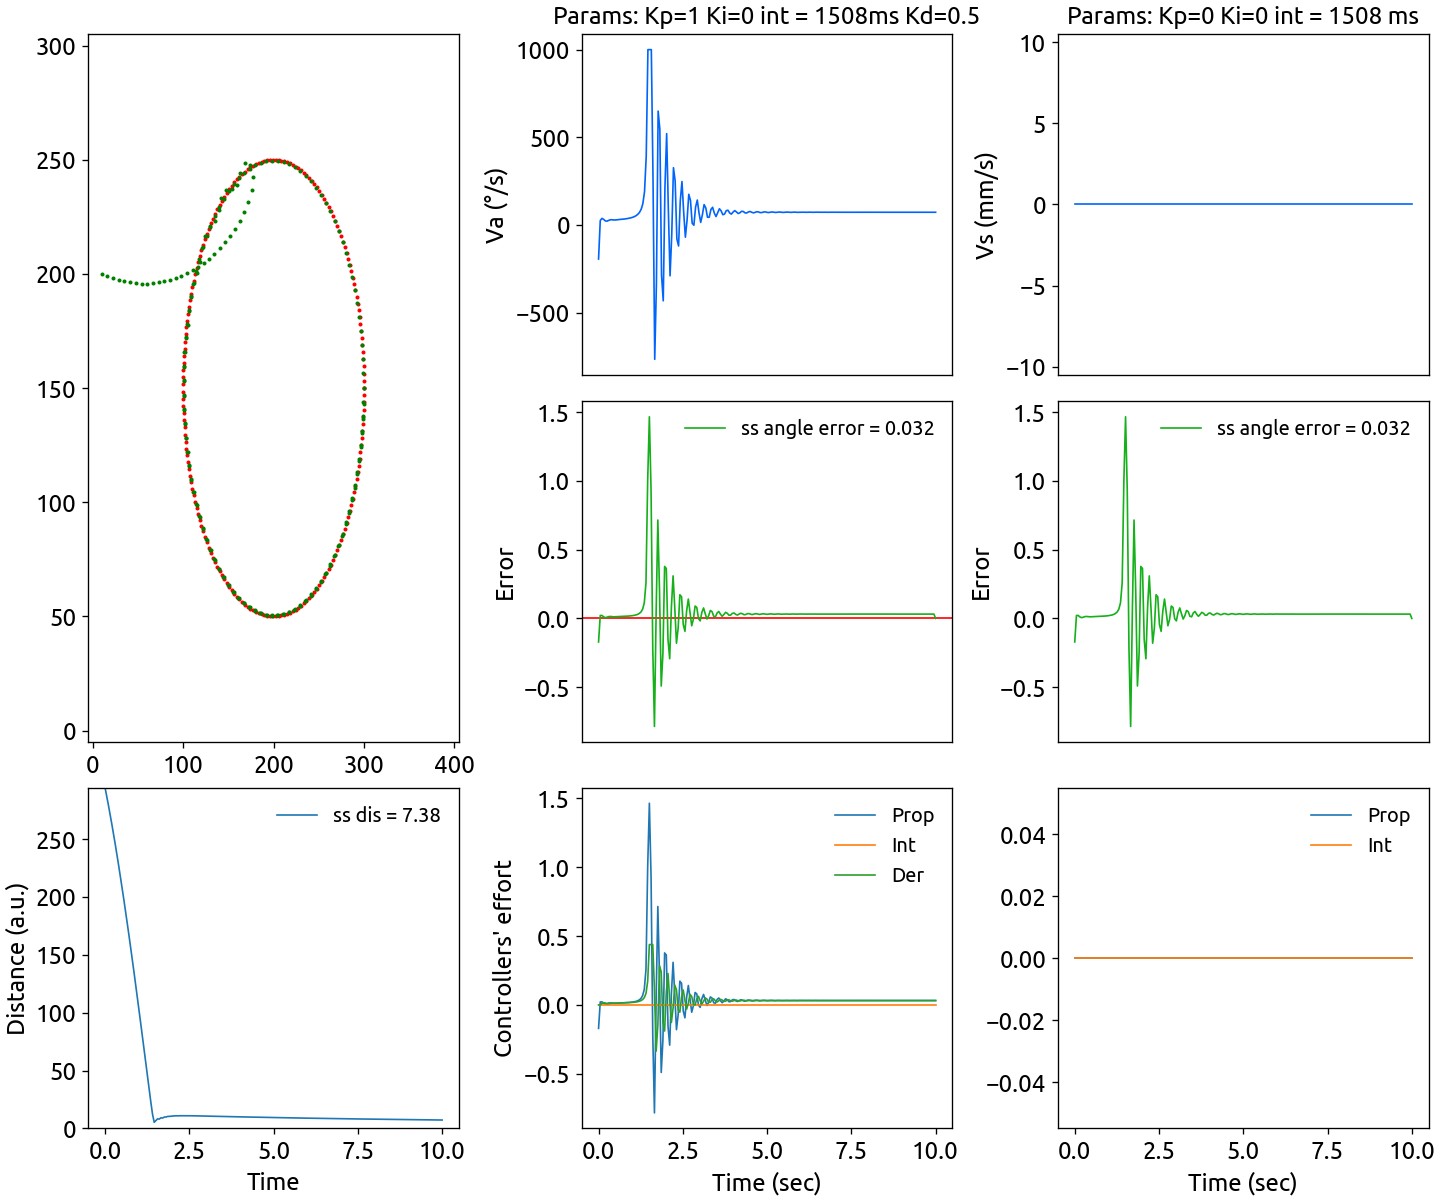 Params: Kp=1 Ki=0 int = 1508ms Kd=0.5
Params: Kp=0 Ki=0 int = 1508 ms
300
250
200
150
100
50
0
0 100 200 300 400
1000
500
0
−500
Va (°/s)
10
5
0
−5
−10
Vs (mm/s)
1.5
1.0
0.5
0.0
−0.5
Error
ss angle error = 0.032
1.5
1.0
0.5
0.0
−0.5
Error
ss angle error = 0.032
250
200
150
100
50
0
Distance (a.u.)
ss dis = 7.38
0.0 2.5 5.0 7.5 10.0
Time
1.5
1.0
0.5
0.0
−0.5
Controllers' effort
Prop
Int
Der
0.0 2.5 5.0 7.5 10.0
Time (sec)
0.04
0.02
0.00
−0.02
−0.04
Prop
Int
0.0 2.5 5.0 7.5 10.0
Time (sec)